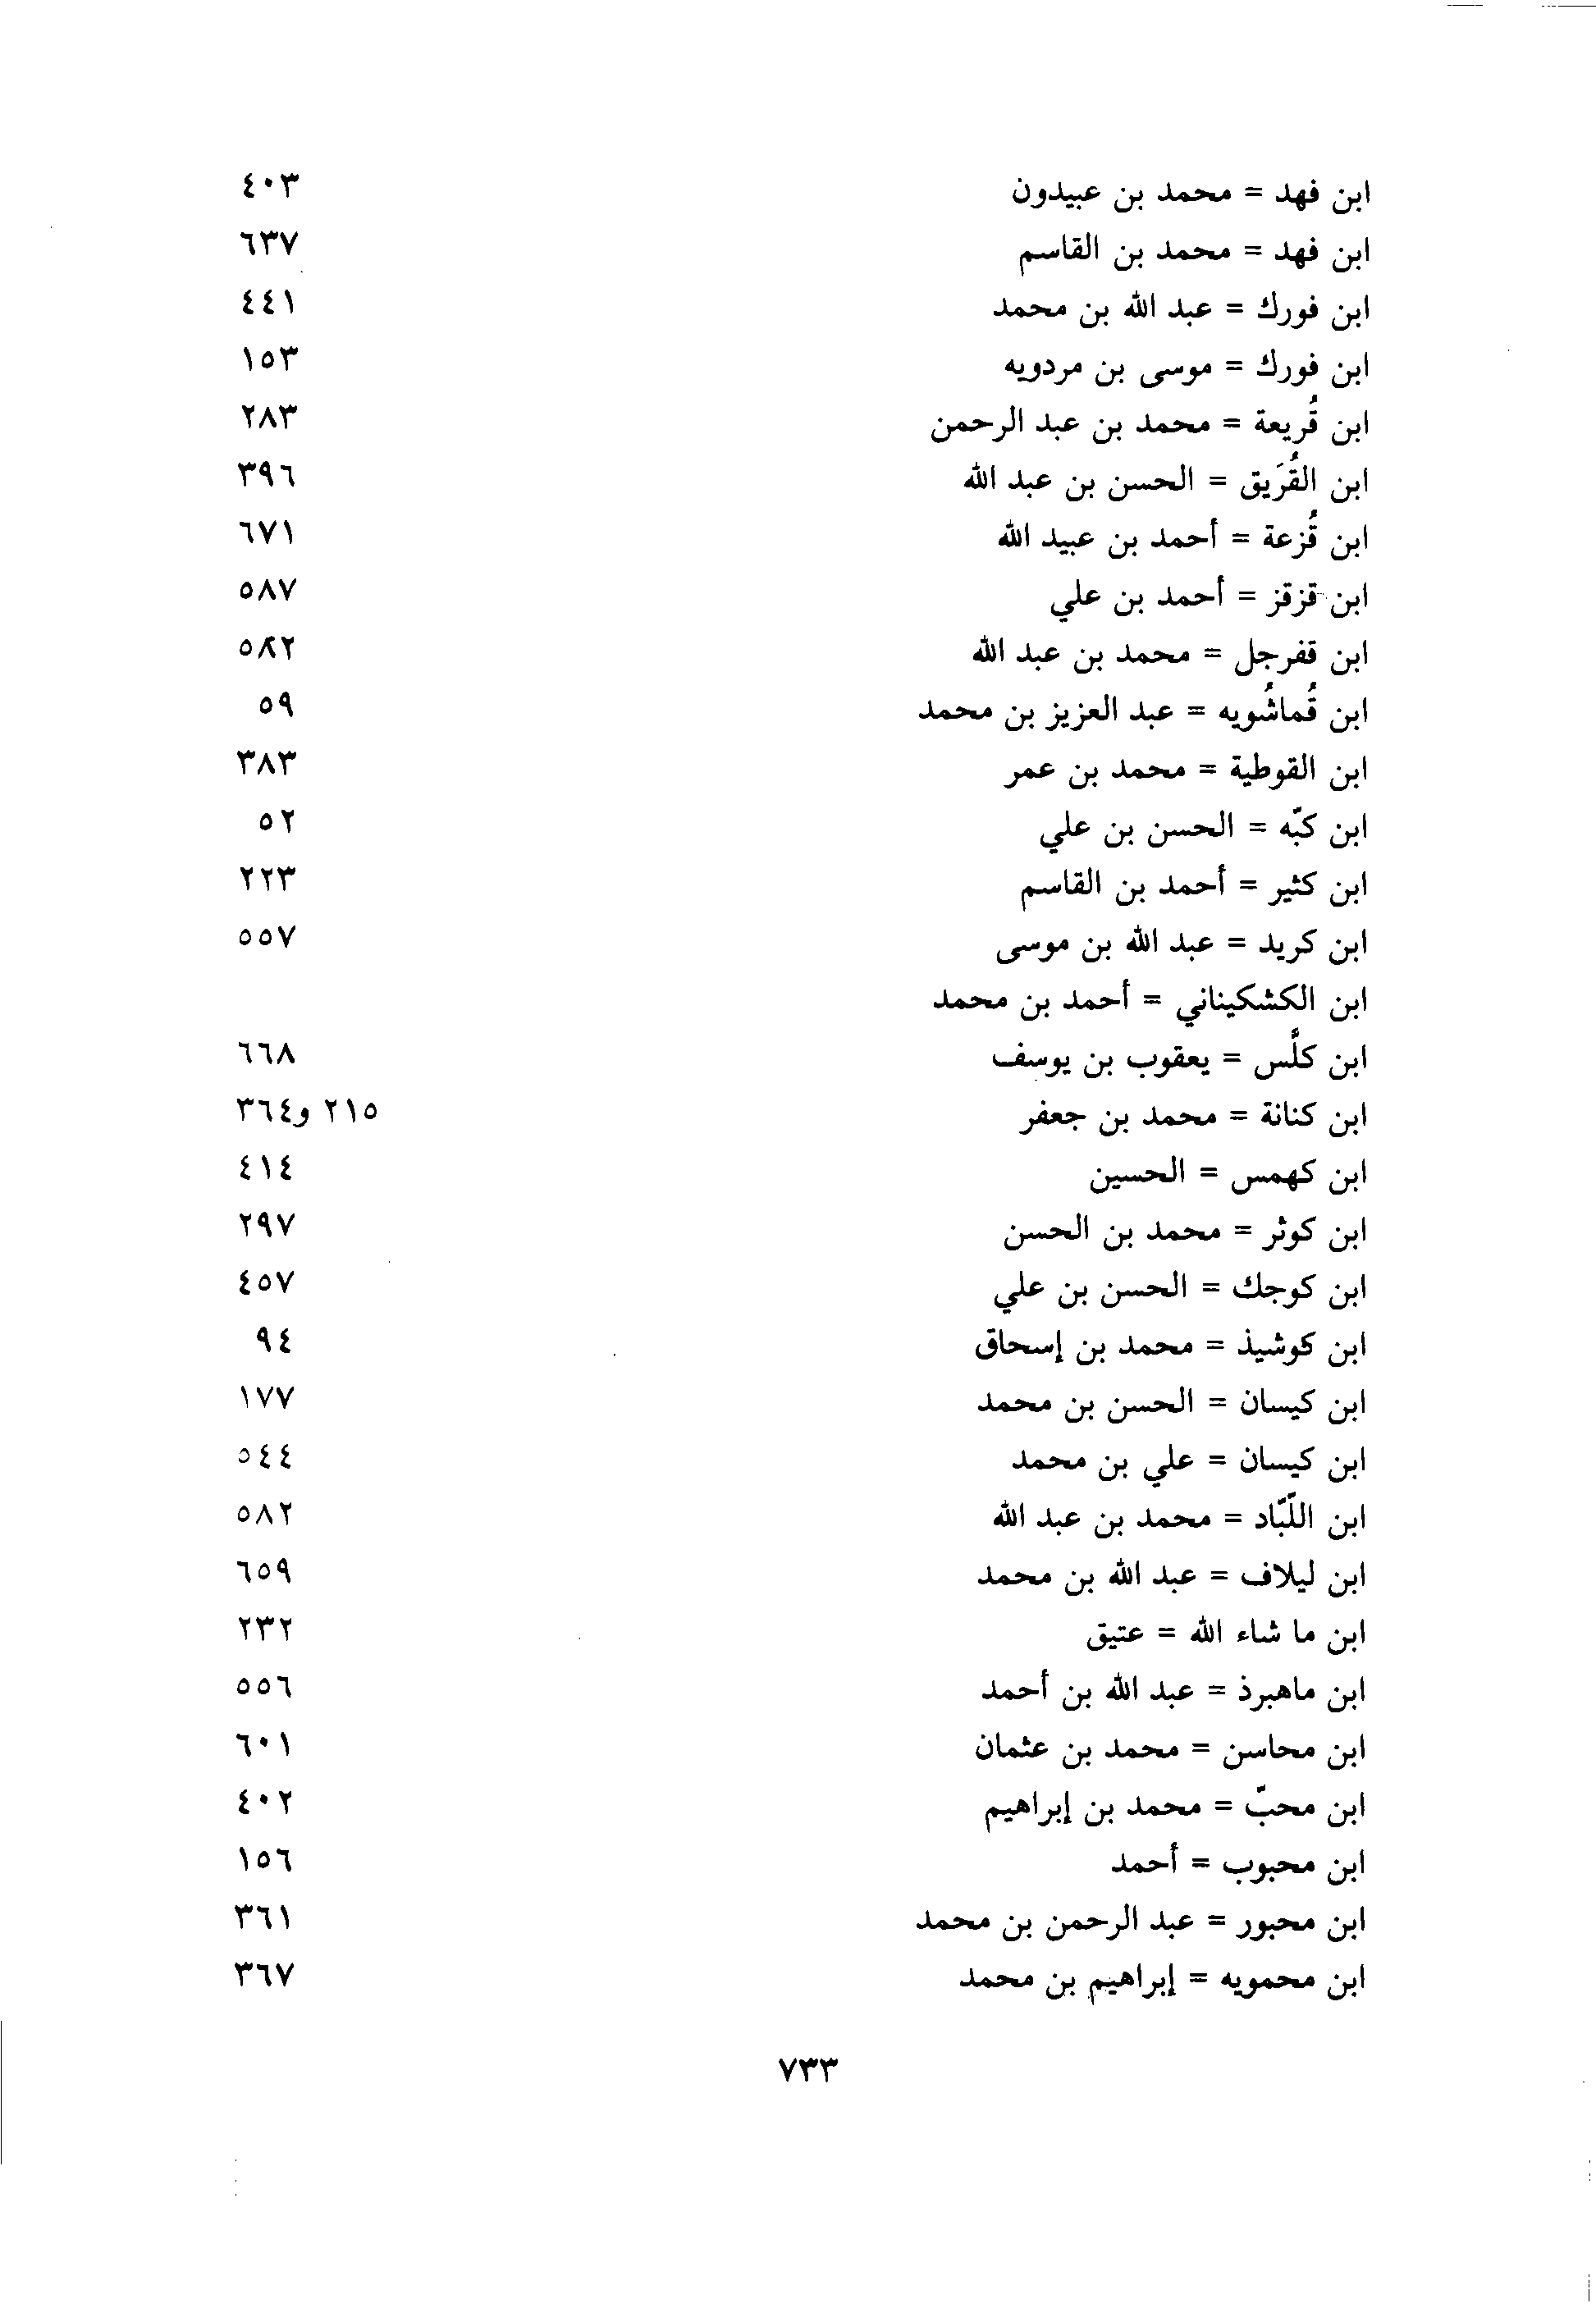 ابن فهد = محمد بن عبيدون ٤٠٣
ابن فهد = محمد بن القاسم ٦٣٧
ابن فورك = عبد الله بن محمد ٤٤١
ابن فورك = موسى بن مردويه ١٥٣
ابن قُريعة = محمد بن عبد الرحمن ٢٨٣
ابن القُرَيق = الحسن بن عبد الله ٣٩٦
ابن قُزعة = أحمد بن عبيد الله ٦٧١
ابن قزقز = أحمد بن علي ٥٨٧
ابن قفرجل = محمد بن عبد الله ٥٨٢
ابن قُماشُويه = عبد العزيز بن محمد ٥٩
ابن القوطية = محمد بن عمر ٣٨٣
ابن كبّه = الحسن بن علي ٥٢
ابن كثير = أحمد بن القاسم ٢٢٣
ابن كريد = عبد الله بن موسى ٥٥٧
ابن الكشكيناني = أحمد بن محمد
ابن كلَّس = يعقوب بن يوسف ٦٦٨
ابن كنانة = محمد بن جعفر ٢١٥ و٣٦٤
ابن كهمس = الحسين ٤١٤
ابن كوثر = محمد بن الحسن ٢٩٧
ابن كوجك = الحسن بن علي ٤٥٧
ابن كوشيذ = محمد بن إسحاق ٩٤
ابن كيسان = الحسن بن محمد ١٧٧
ابن كيسان = علي بن محمد ٥٤٤
ابن اللّبّاد = محمد بن عبد الله ٥٨٢
ابن ليلاف = عبد الله بن محمد ٦٥٩
ابن ما شاء الله = عتيق ٢٣٢
ابن ماهبرذ = عبد الله بن أحمد ٥٥٦
ابن محاسن = محمد بن عثمان ٦٠١
ابن محبّ = محمد بن إبراهيم ٤٠٢
ابن محبوب = أحمد ١٥٦
ابن محبور = عبد الرحمن بن محمد ٣٦١
ابن محمويه = إبراهيم بن محمد ٣٦٧
٧٣٣